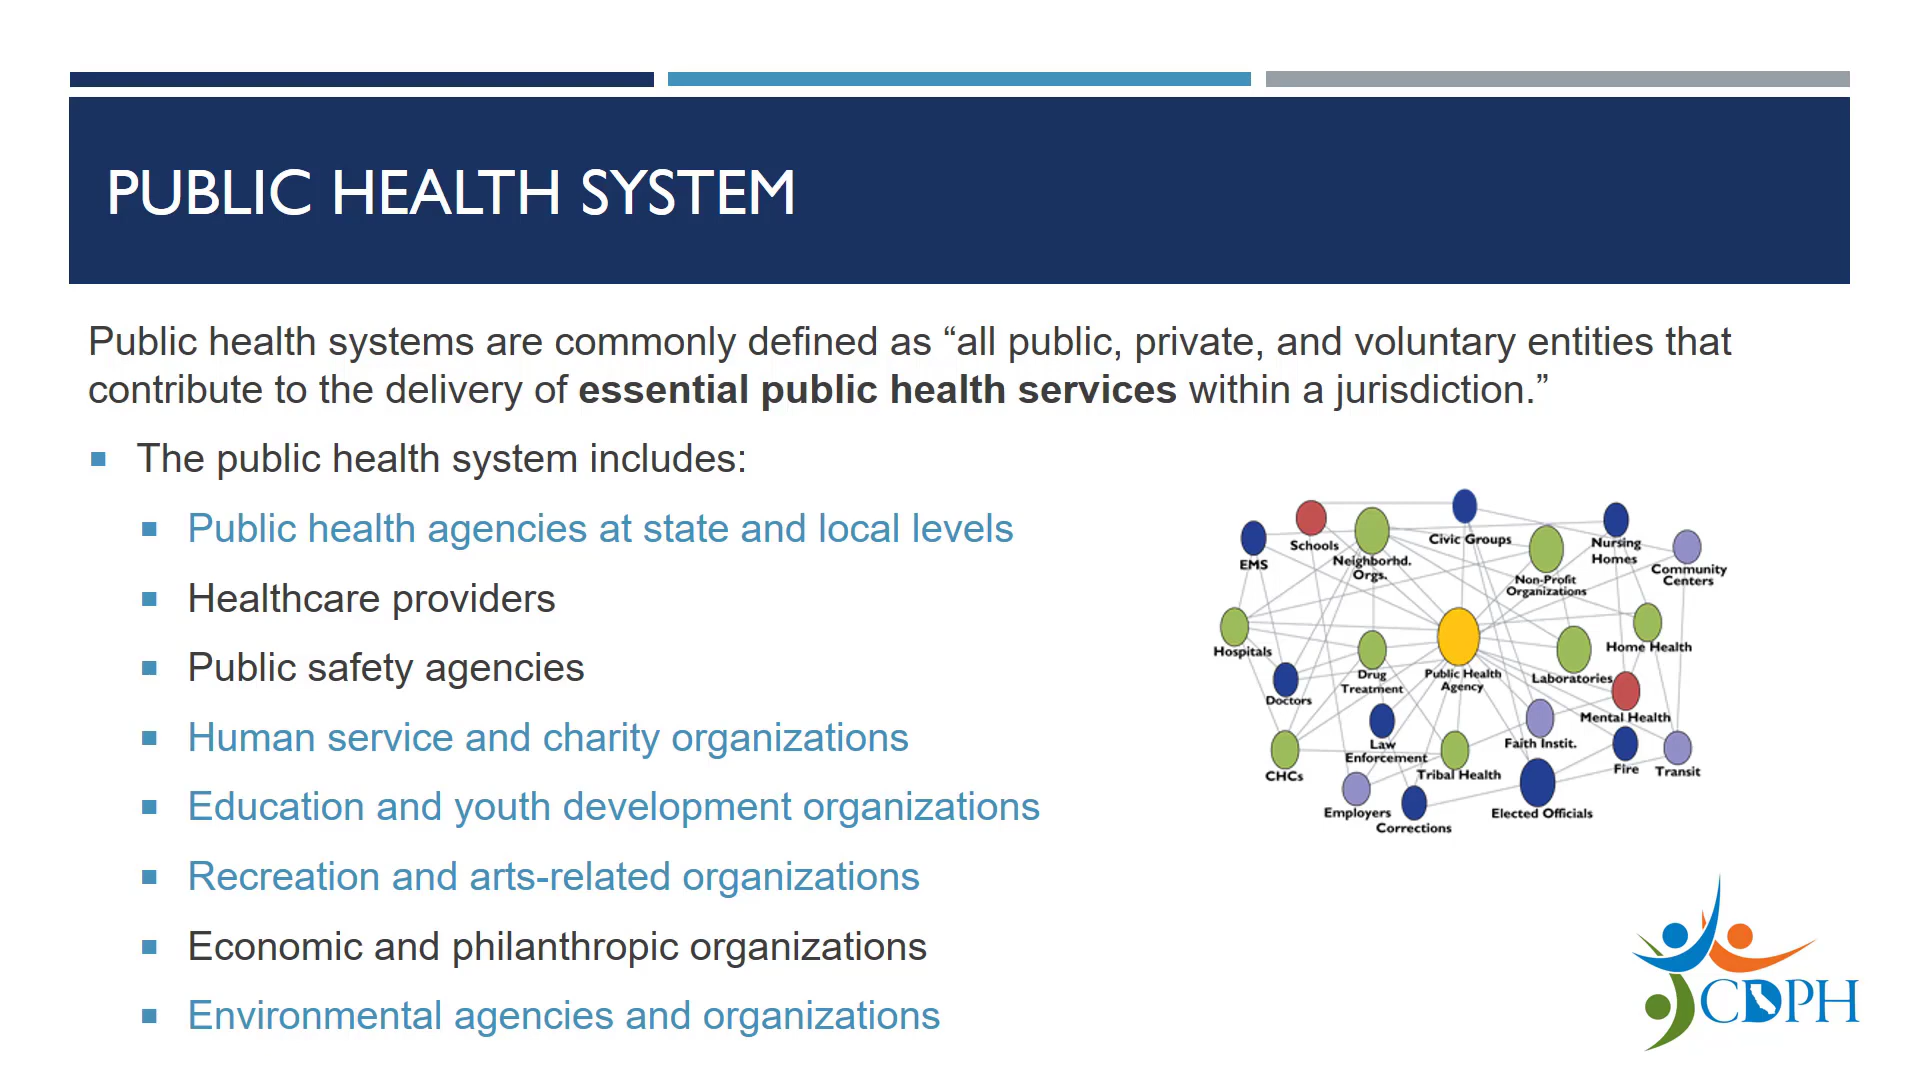 PUBLIC HEALTH SYSTEM
Public health systems are commonly defined as “all public, private, and voluntary entities that
contribute to the delivery of essential public health services within a jurisdiction.”
The public health system includes:
Public health agencies at state and local levels
Healthcare providers
Public safety agencies
Human service and charity organizations
Education and youth development organizations
Recreation and arts-related organizations
Economic and philanthropic organizations
Environmental agencies and organizations
EMS
Schools
Neighborhd.
Orgs.
Civic Groups
Non-Profit
Organizations
Nursing
Homes
Community
Centers
Hospitals
Doctors
Drug
Treatment
Public Health
Agency
Laboratories
Home Health
Mental Health
CHCs
Law
Enforcement
Tribal Health
Faith Instit.
Fire
Transit
Employers
Corrections
Elected Officials
CDPH